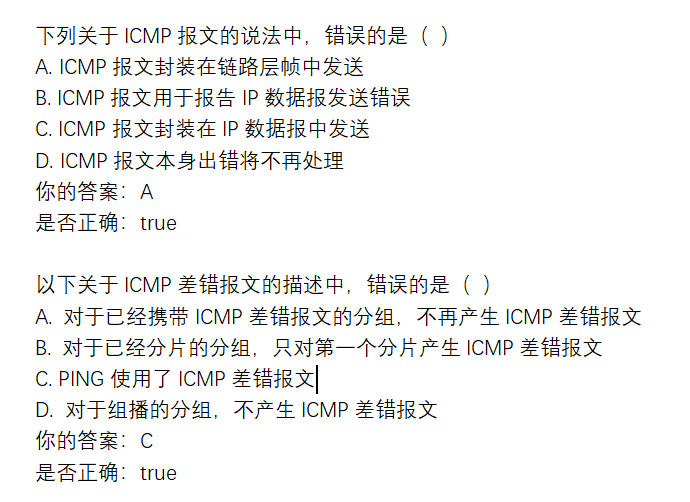 下列关于 ICMP 报文的说法中，错误的是（ ）
A. ICMP 报文封装在链路层帧中发送
B. ICMP 报文用于报告 IP 数据报发送错误
C. ICMP 报文封装在 IP 数据报中发送
D. ICMP 报文本身出错将不再处理
你的答案：A
是否正确：true
以下关于 ICMP 差错报文的描述中，错误的是（ ）
A. 对于已经携带 ICMP 差错报文的分组，不再产生 ICMP 差错报文
B. 对于已经分片的分组，只对第一个分片产生 ICMP 差错报文
C. PING 使用了 ICMP 差错报文
D. 对于组播的分组，不产生 ICMP 差错报文
你的答案：C
是否正确：true